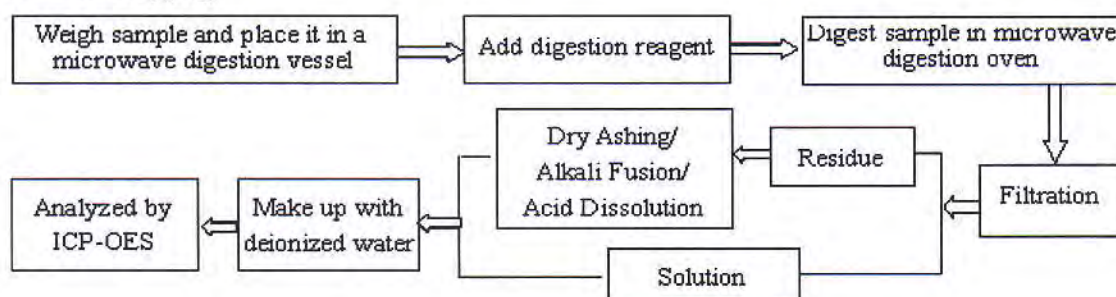 Weigh sample and place it in a
microwave digestion vessel
Add digestion reagent
Digest sample in microwave
digestion oven
Filtration
Residue
Dry Ashing/
Alkali Fusion/
Acid Dissolution
Solution
Make up with
deionized water
Analyzed by
ICP-OES